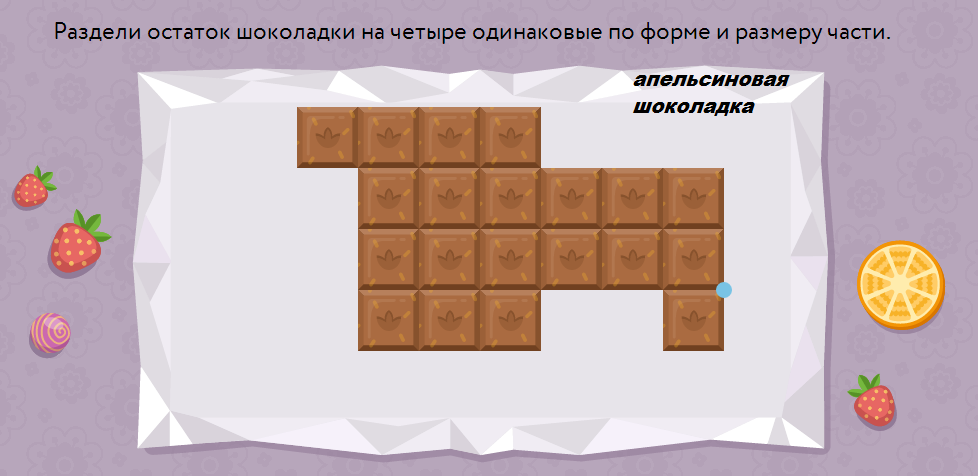 Раздели остаток шоколадки на четыре одинаковые по форме и размеру части.
апельсиновая
шоколадка